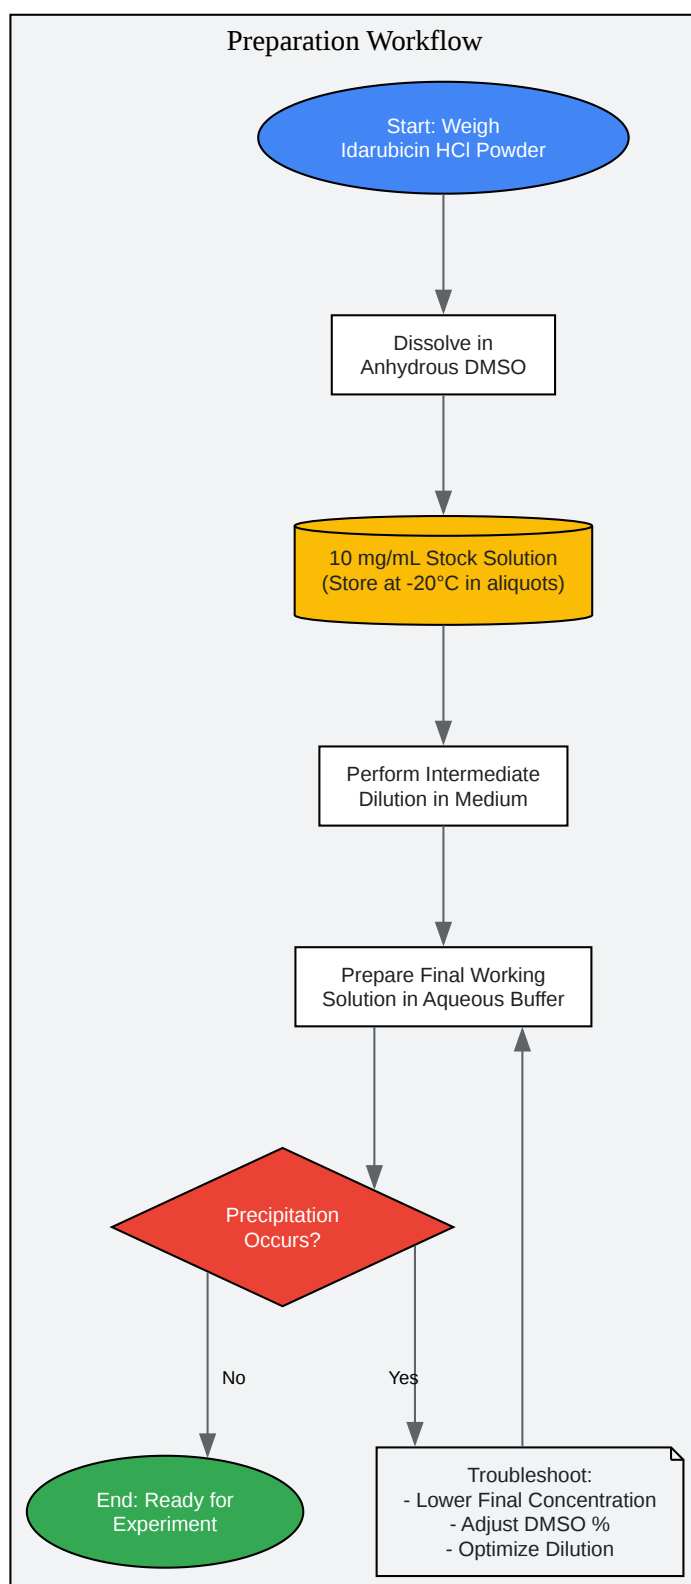 Preparation Workflow
Start: Weigh
Idarubicin HCl Powder
Dissolve in
Anhydrous DMSO
10 mg/mL Stock Solution
(Store at -20°C in aliquots)
Perform Intermediate
Dilution in Medium
Prepare Final Working
Solution in Aqueous Buffer
Precipitation
Occurs?
No
Yes
End: Ready for
Experiment
Troubleshoot:
- Lower Final Concentration
- Adjust DMSO %
- Optimize Dilution